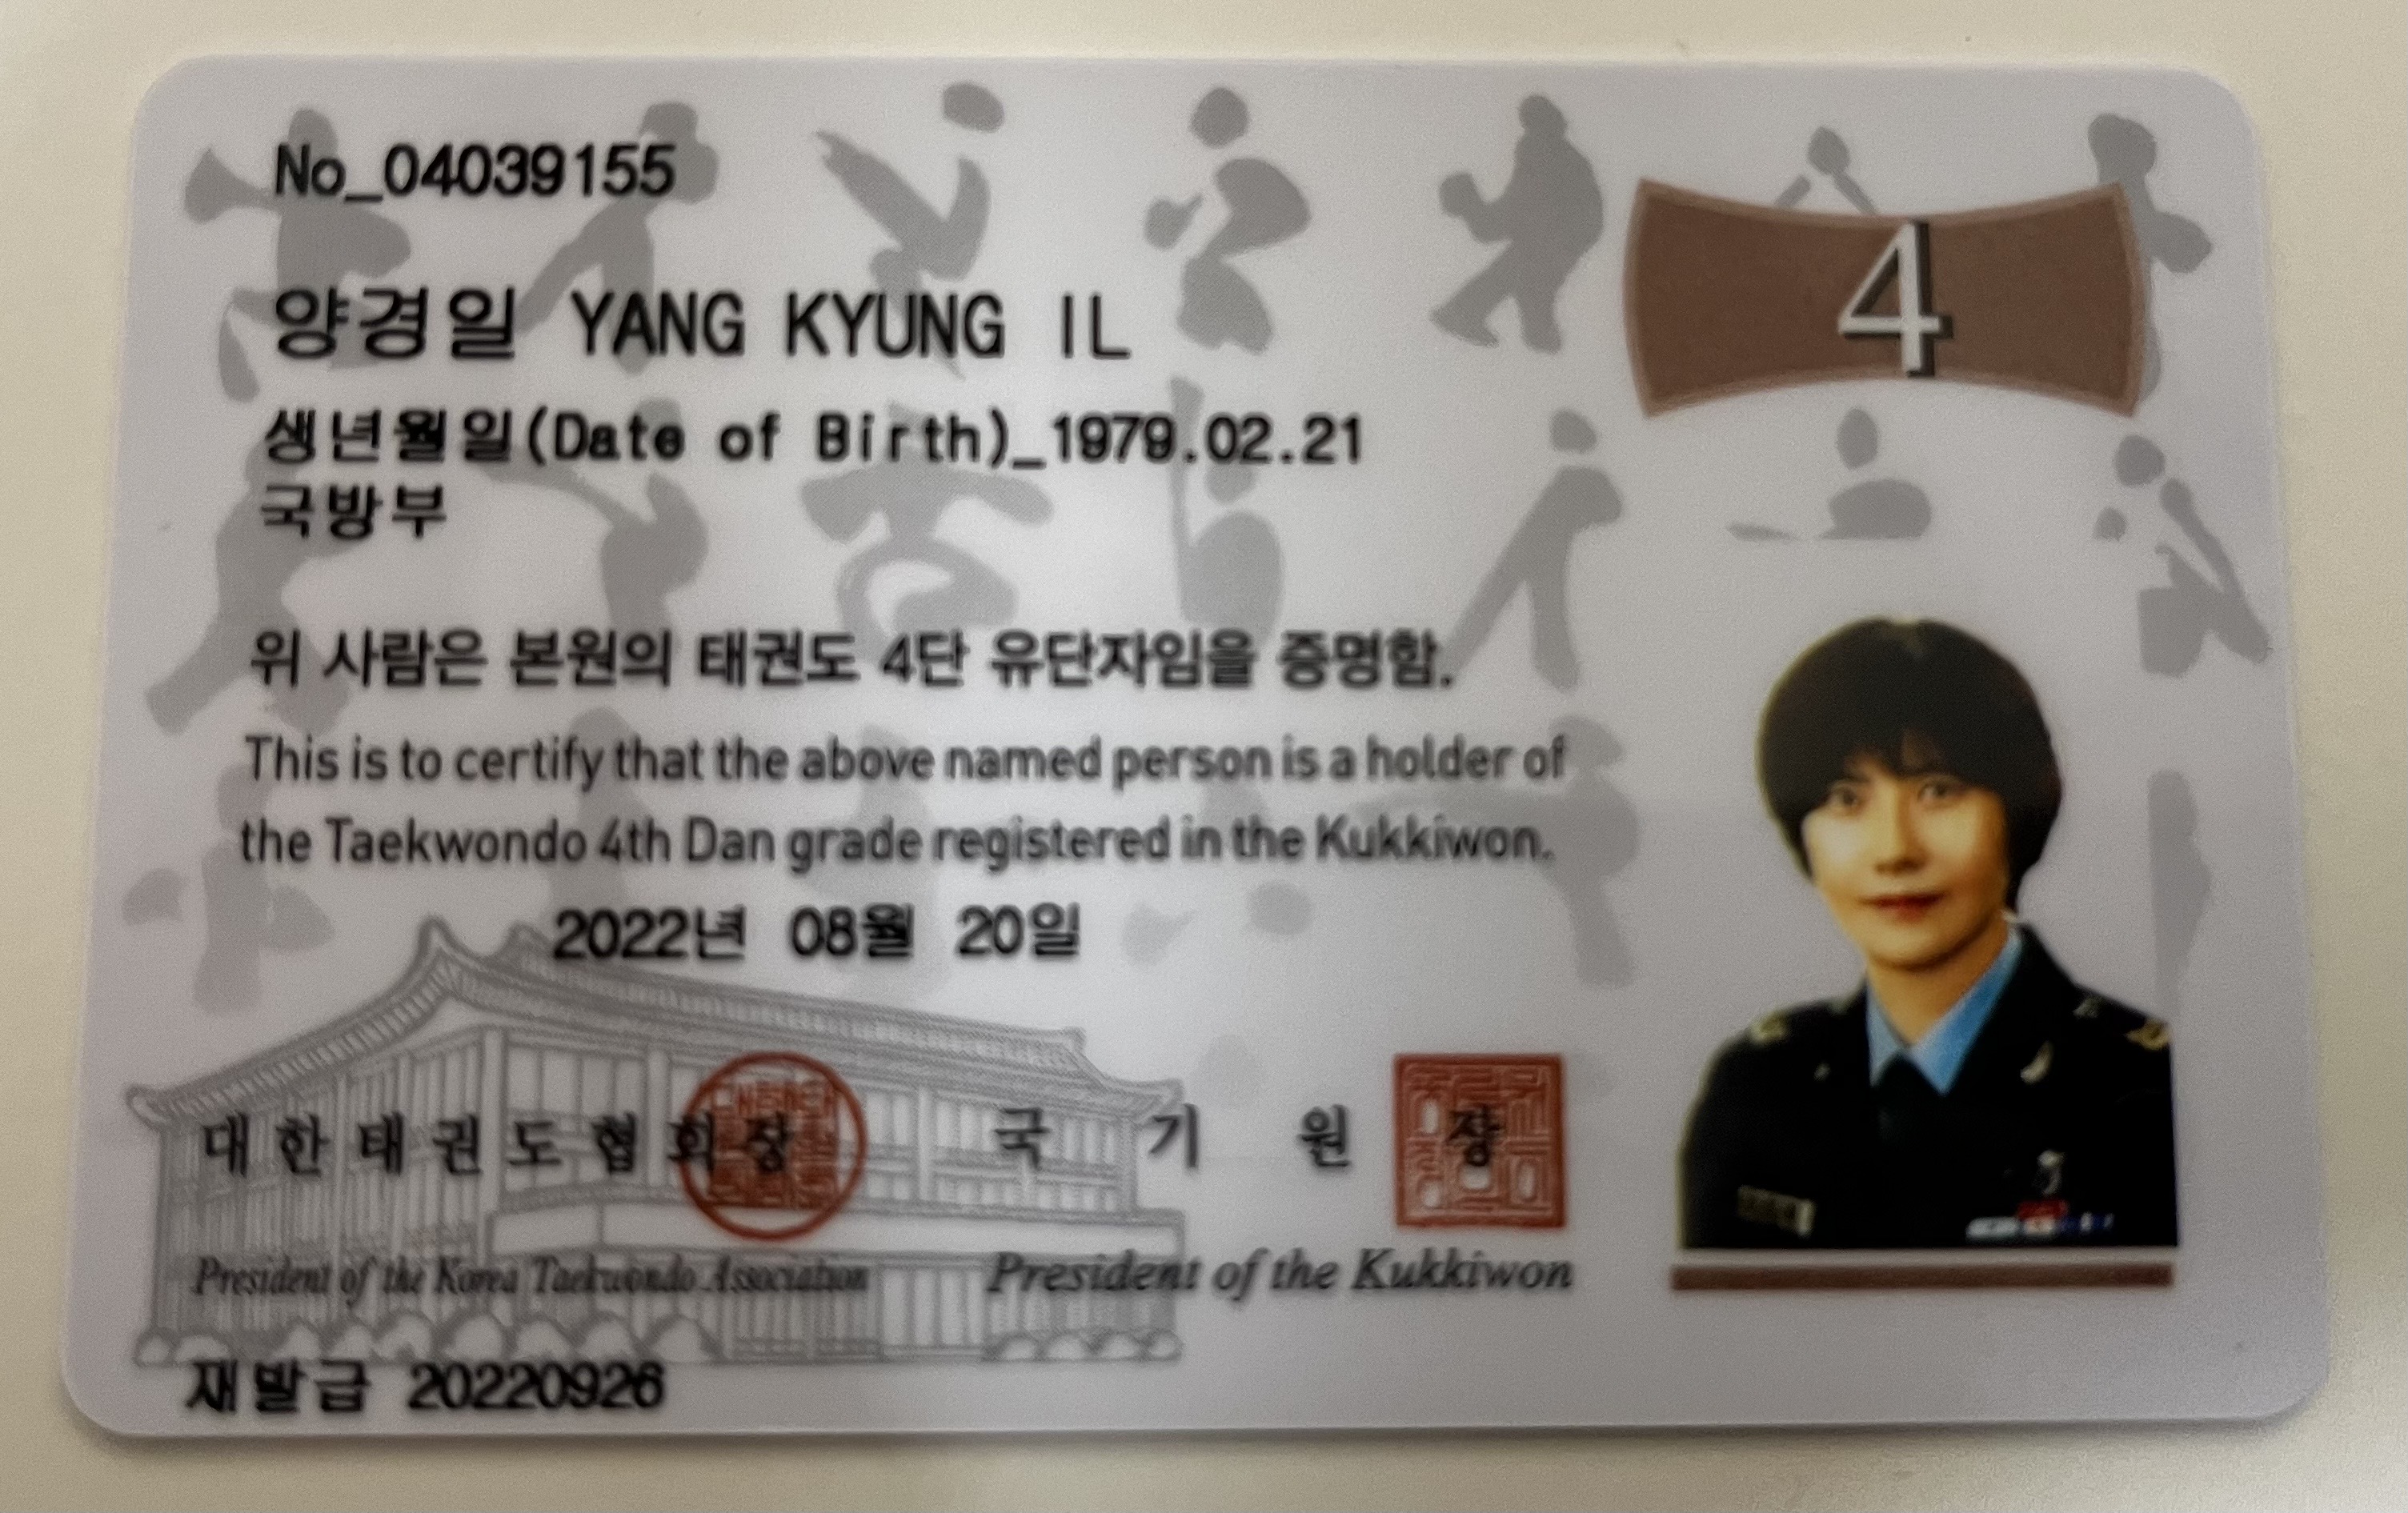 No_04039155
4
양경일 YANG KYUNG IL
생년월일(Date of Birth)_1979.02.21
국방부
위 사람은 본원의 태권도 4단 유단자임을 증명함.
This is to certify that the above named person is a holder of
the Taekwondo 4th Dan grade registered in the Kukkiwon.
2022년 08월 20일
대한태권도협회장 국기원장
President of the Korea Taekwondo Association President of the Kukkiwon
재발급 20220926